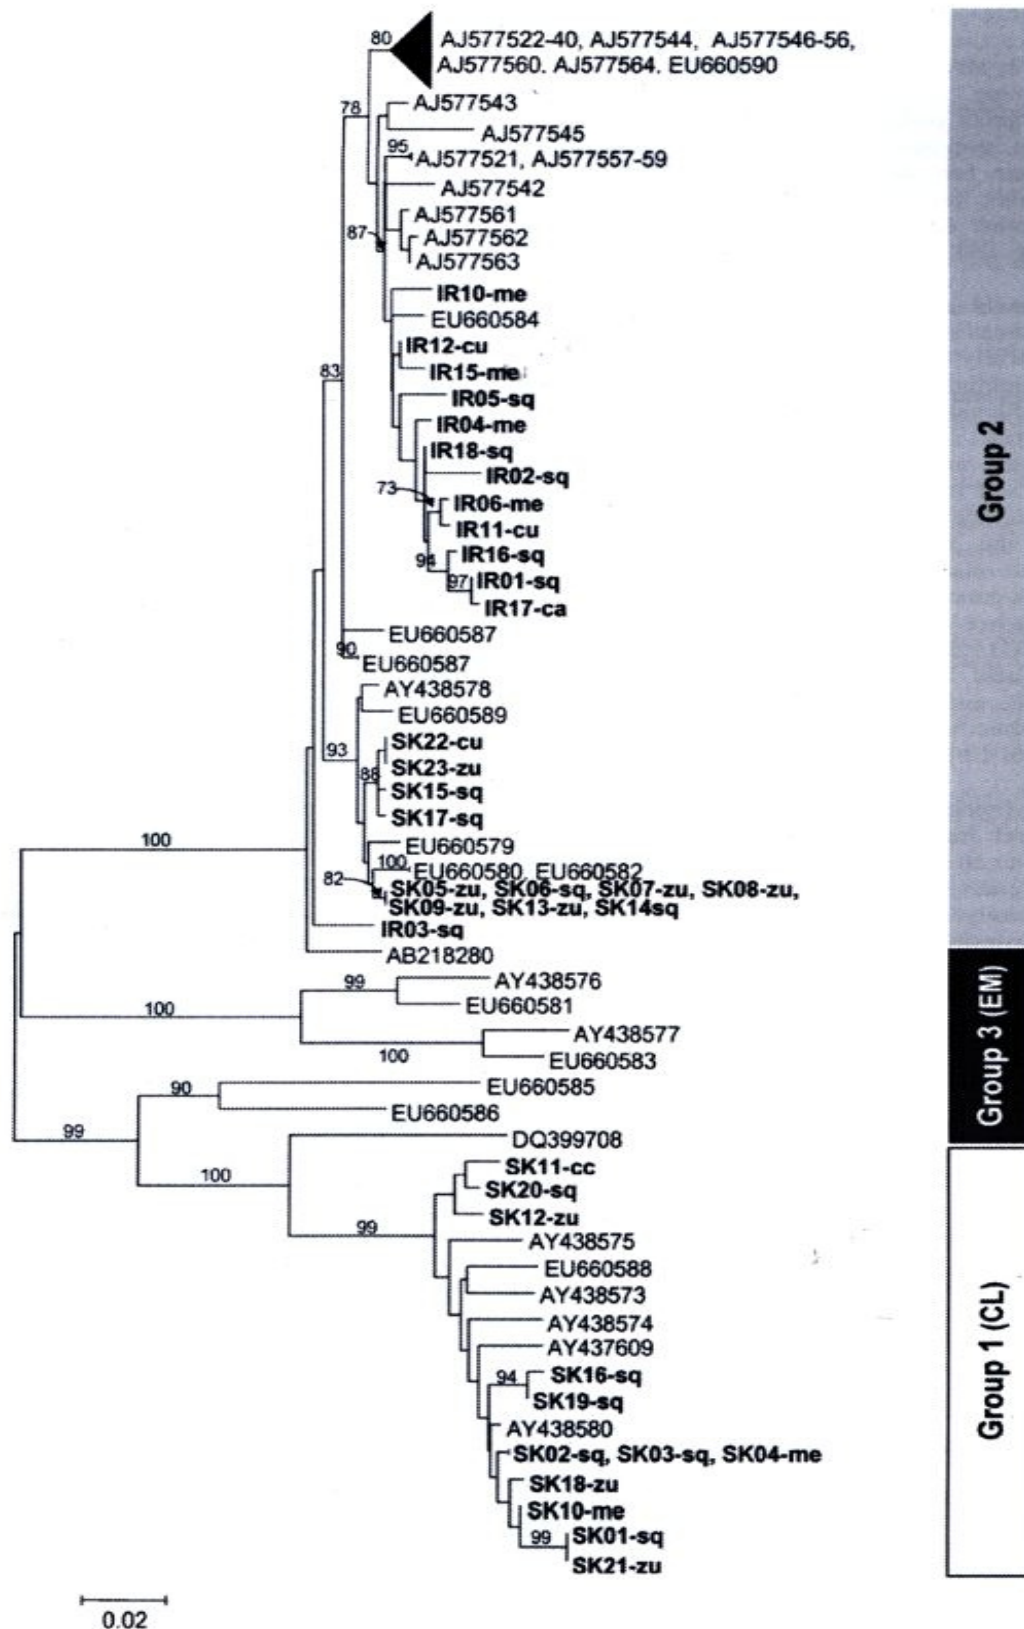 80
AJ577522-40, AJ577544, AJ577546-56,
AJ577560. AJ577564. EU660590
78
AJ577543
AJ577545
95
AJ577521, AJ577557-59
AJ577542
AJ577561
87
AJ577562
AJ577563
IR10-me
EU660584
IR12-cu
83
IR15-me
IR05-sq
IR04-me
IR18-sq
IR02-sq
73
IR06-me
IR11-cu
94
IR16-sq
97
IR01-sq
IR17-ca
EU660587
90
EU660587
AY438578
EU660589
SK22-cu
93
SK23-zu
88
SK15-sq
SK17-sq
100
EU660579
100
EU660580. EU660582
82
SK05-zu, SK06-sq, SK07-zu, SK08-zu,
SK09-zu, SK13-zu, SK14sq
IR03-sq
AB218280
Group 2
99
AY438576
100
EU660581
AY438577
100
EU660583
Group 3 (EM)
90
EU660585
EU660586
99
DQ399708
100
SK11-cc
SK20-sq
SK12-zu
99
AY438575
EU660588
AY438573
AY438574
AY437609
94
SK16-sq
SK19-sq
AY438580
SK02-sq, SK03-sq, SK04-me
SK18-zu
SK10-me
99
SK01-sq
SK21-zu
Group 1 (CL)
0.02